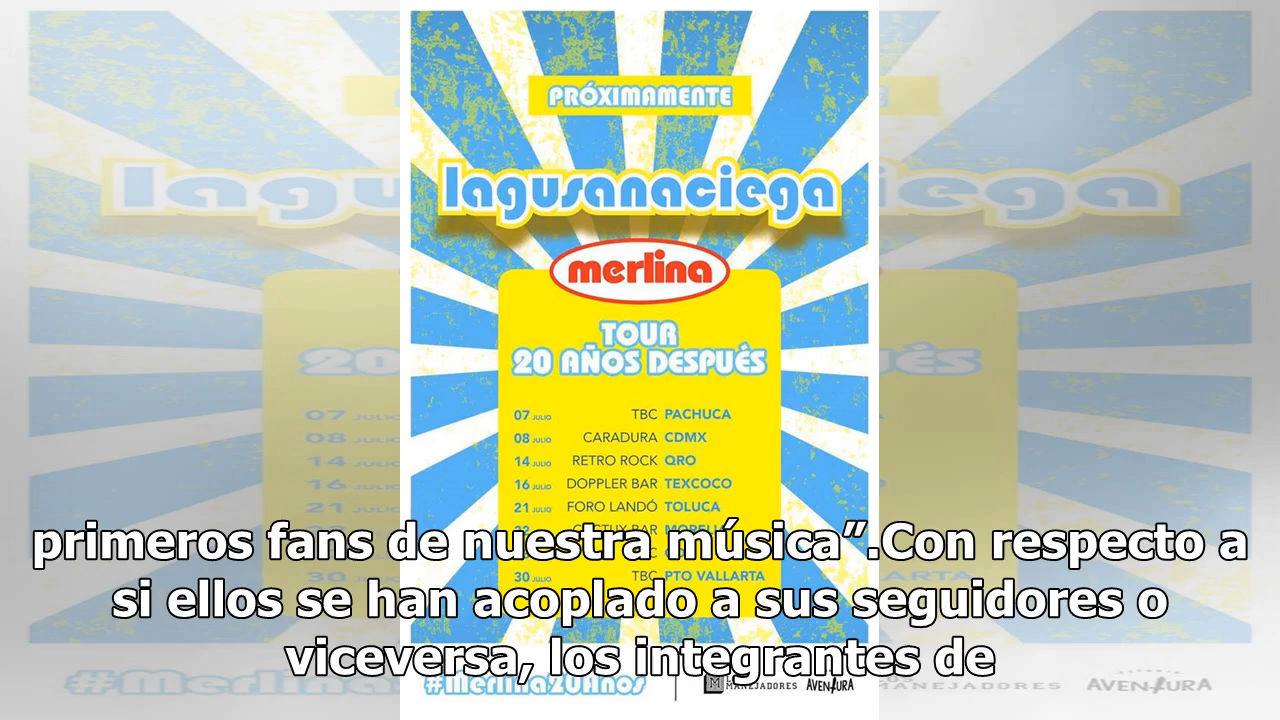 PRÓXIMAMENTE
lagusanaciega
merlina
TOUR
20 AÑOS DESPUÉS
07 JULIO TBC PACHUCA
08 JULIO CARADURA CDMX
14 JULIO RETRO ROCK QRO
16 JULIO DOPPLER BAR TEXCOCO
21 JULIO FORO LANDÓ TOLUCA
30 JULIO TBC PTO VALLARTA
primeros fans de nuestra música”.Con respecto a
si ellos se han acoplado a sus seguidores o
viceversa, los integrantes de
#Merlina20Años
MANEJADORES AVENTURA